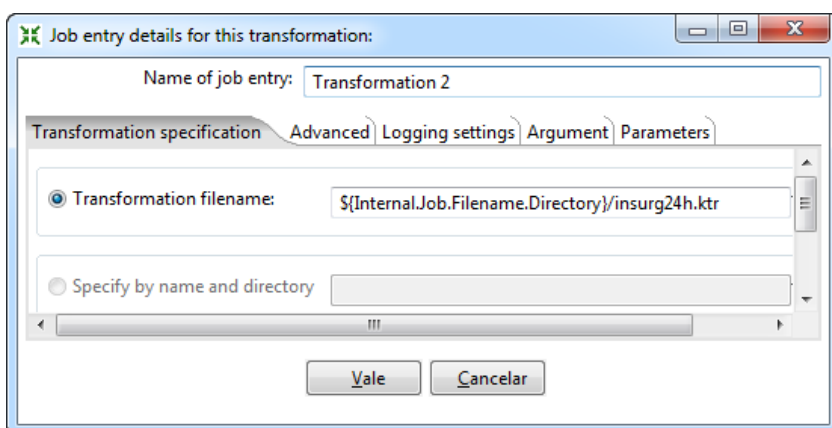 Job entry details for this transformation:
Name of job entry: Transformation 2
Transformation specification Advanced Logging settings Argument Parameters
Transformation filename: ${Internal.Job.Filename.Directory}/insurg24h.ktr
Specify by name and directory
Vale Cancelar